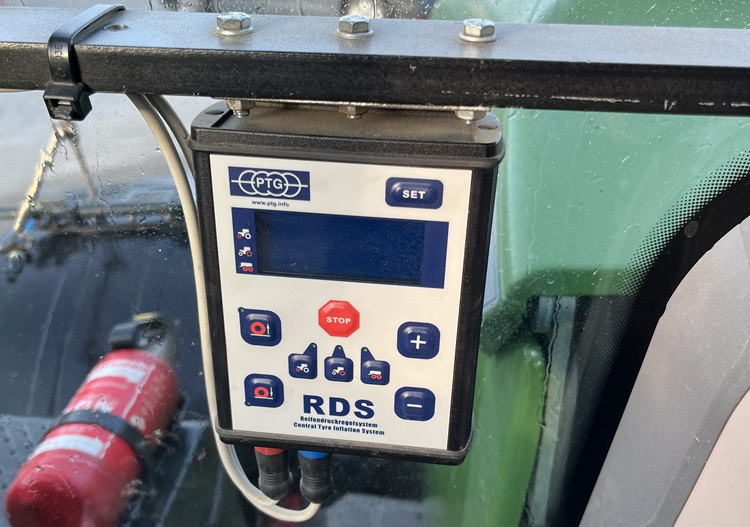 PTG
www.ptg.info
SET
STOP
+
−
RDS
Reifendruckregelsystem
Central Tyre Inflation System